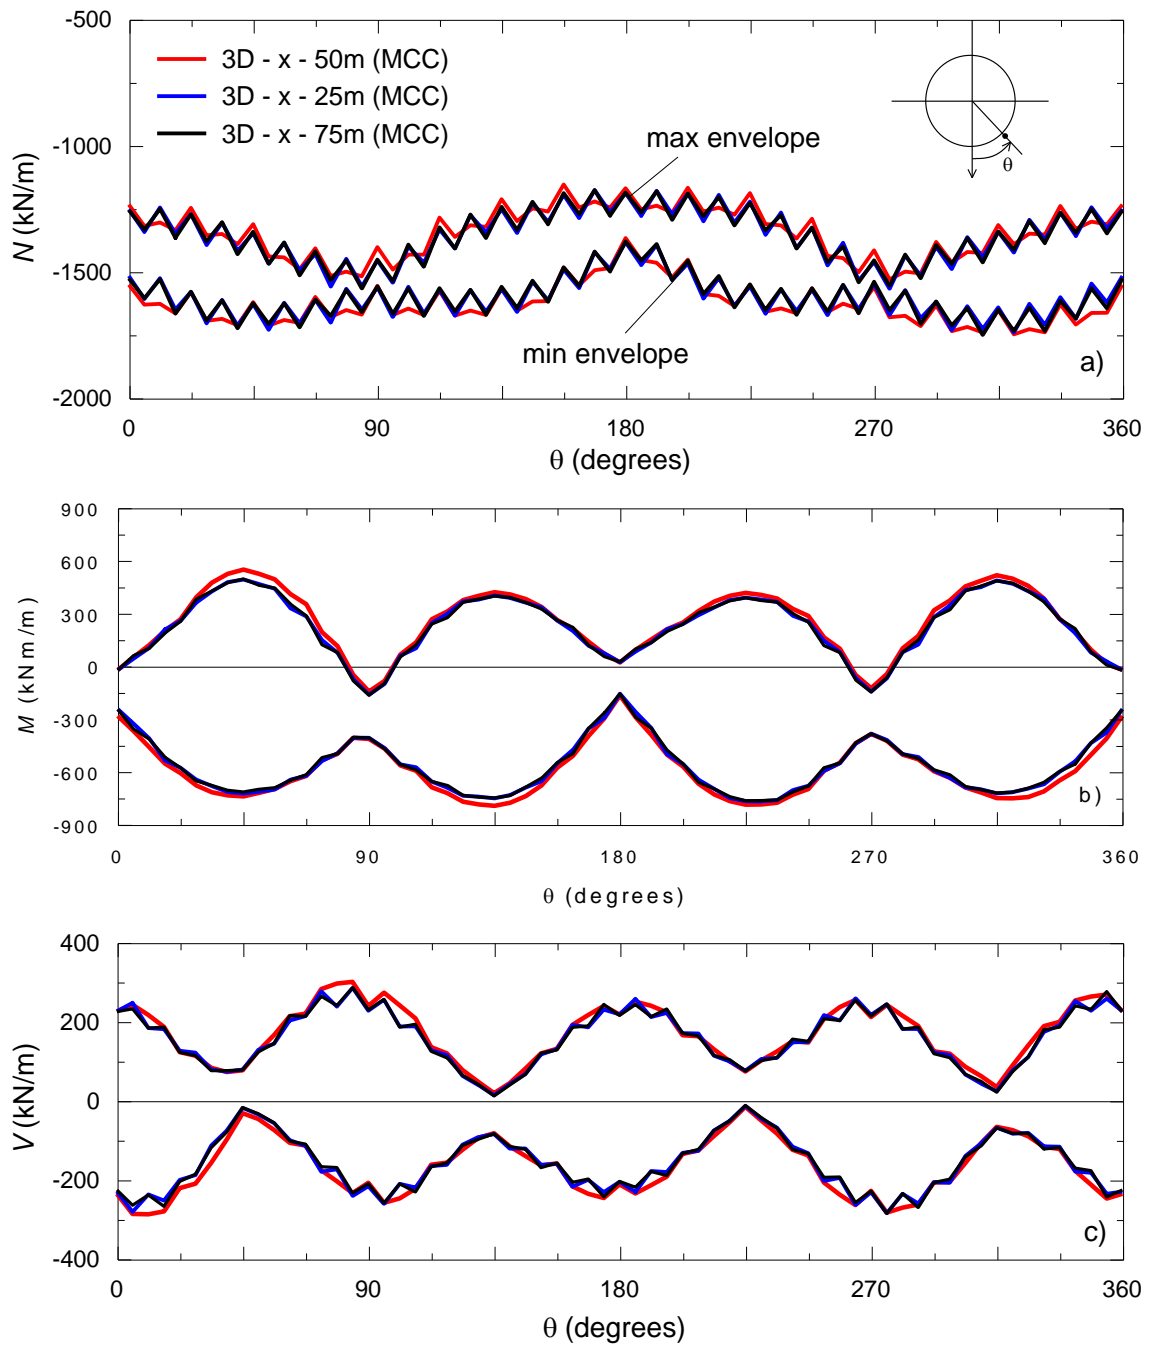 -500
3D - x - 50m (MCC)
3D - x - 25m (MCC)
3D - x - 75m (MCC)
-1000
max envelope
θ
N (kN/m)
-1500
min envelope
a)
-2000
0 90 180 270 360
θ (degrees)
900
600
300
0
-300
-600
-900
M (kNm/m)
b)
0 90 180 270 360
θ (degrees)
400
200
0
-200
-400
V (kN/m)
c)
0 90 180 270 360
θ (degrees)